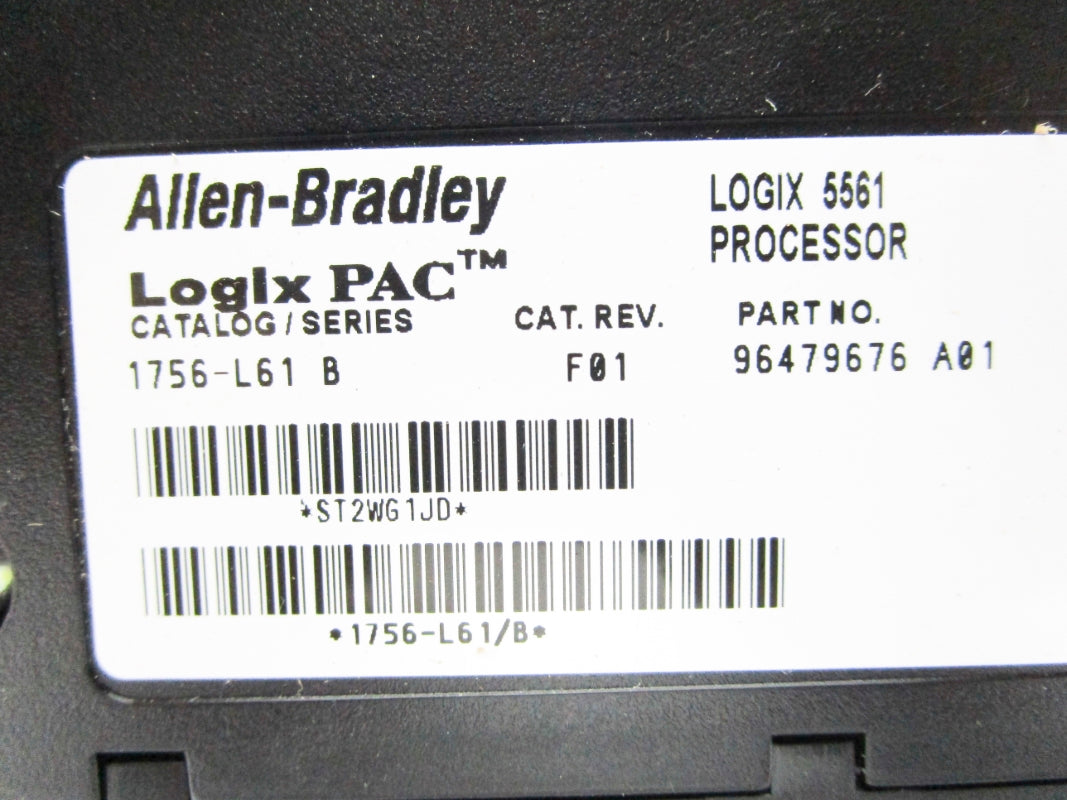 Allen-Bradley
LOGIX 5561
PROCESSOR
Logix PAC™
CATALOG / SERIES CAT. REV. PART NO.
1756-L61 B F01 96479676 A01
*ST2WG1JD*
*1756-L61/B*